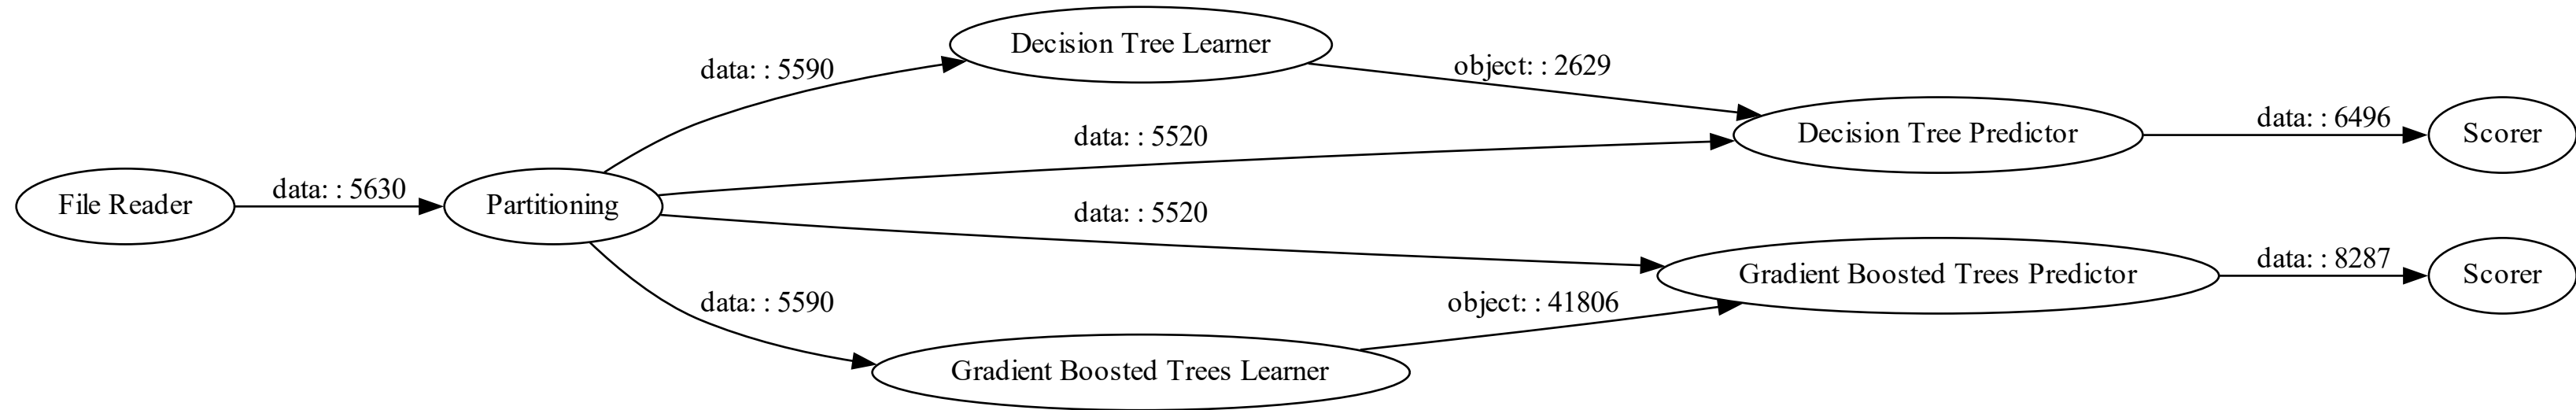 File Reader
data: : 5630
Partitioning
data: : 5590
Decision Tree Learner
object: : 2629
data: : 5520
Decision Tree Predictor
data: : 6496
Scorer
data: : 5520
Gradient Boosted Trees Predictor
data: : 8287
Scorer
data: : 5590
Gradient Boosted Trees Learner
object: : 41806